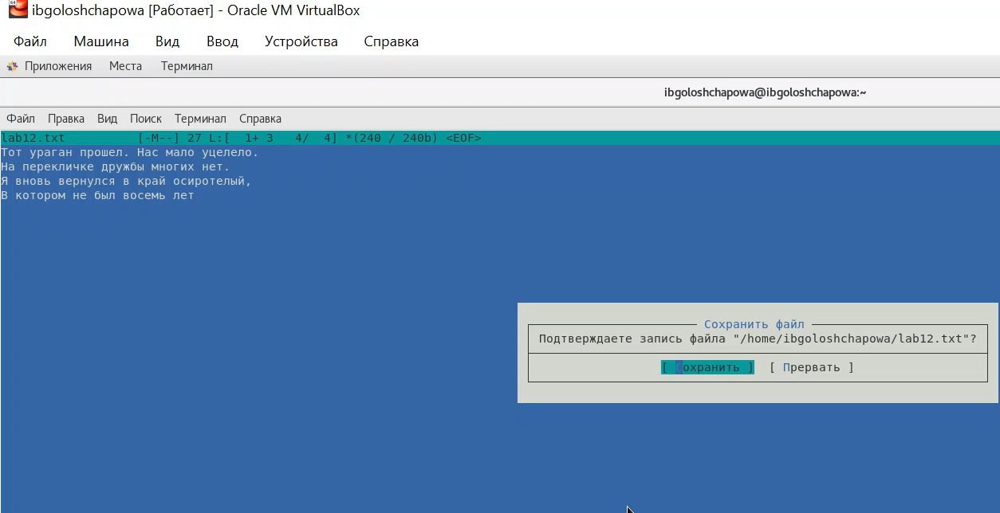 ibgoloshchapowa [Работает] - Oracle VM VirtualBox
Файл Машина Вид Ввод Устройства Справка
Приложения Места Терминал
ibgoloshchapowa@ibgoloshchapowa:~
Файл Правка Вид Поиск Терминал Справка
lab12.txt [-M--] 27 L:[ 1+ 3 4/ 4] *(240 / 240b) <EOF>
Тот ураган прошел. Нас мало уцелело.
На перекличке дружбы многих нет.
Я вновь вернулся в край осиротелый,
В котором не был восемь лет
Сохранить файл
Подтверждаете запись файла "/home/ibgoloshchapowa/lab12.txt"?
[ Сохранить ] [ Прервать ]